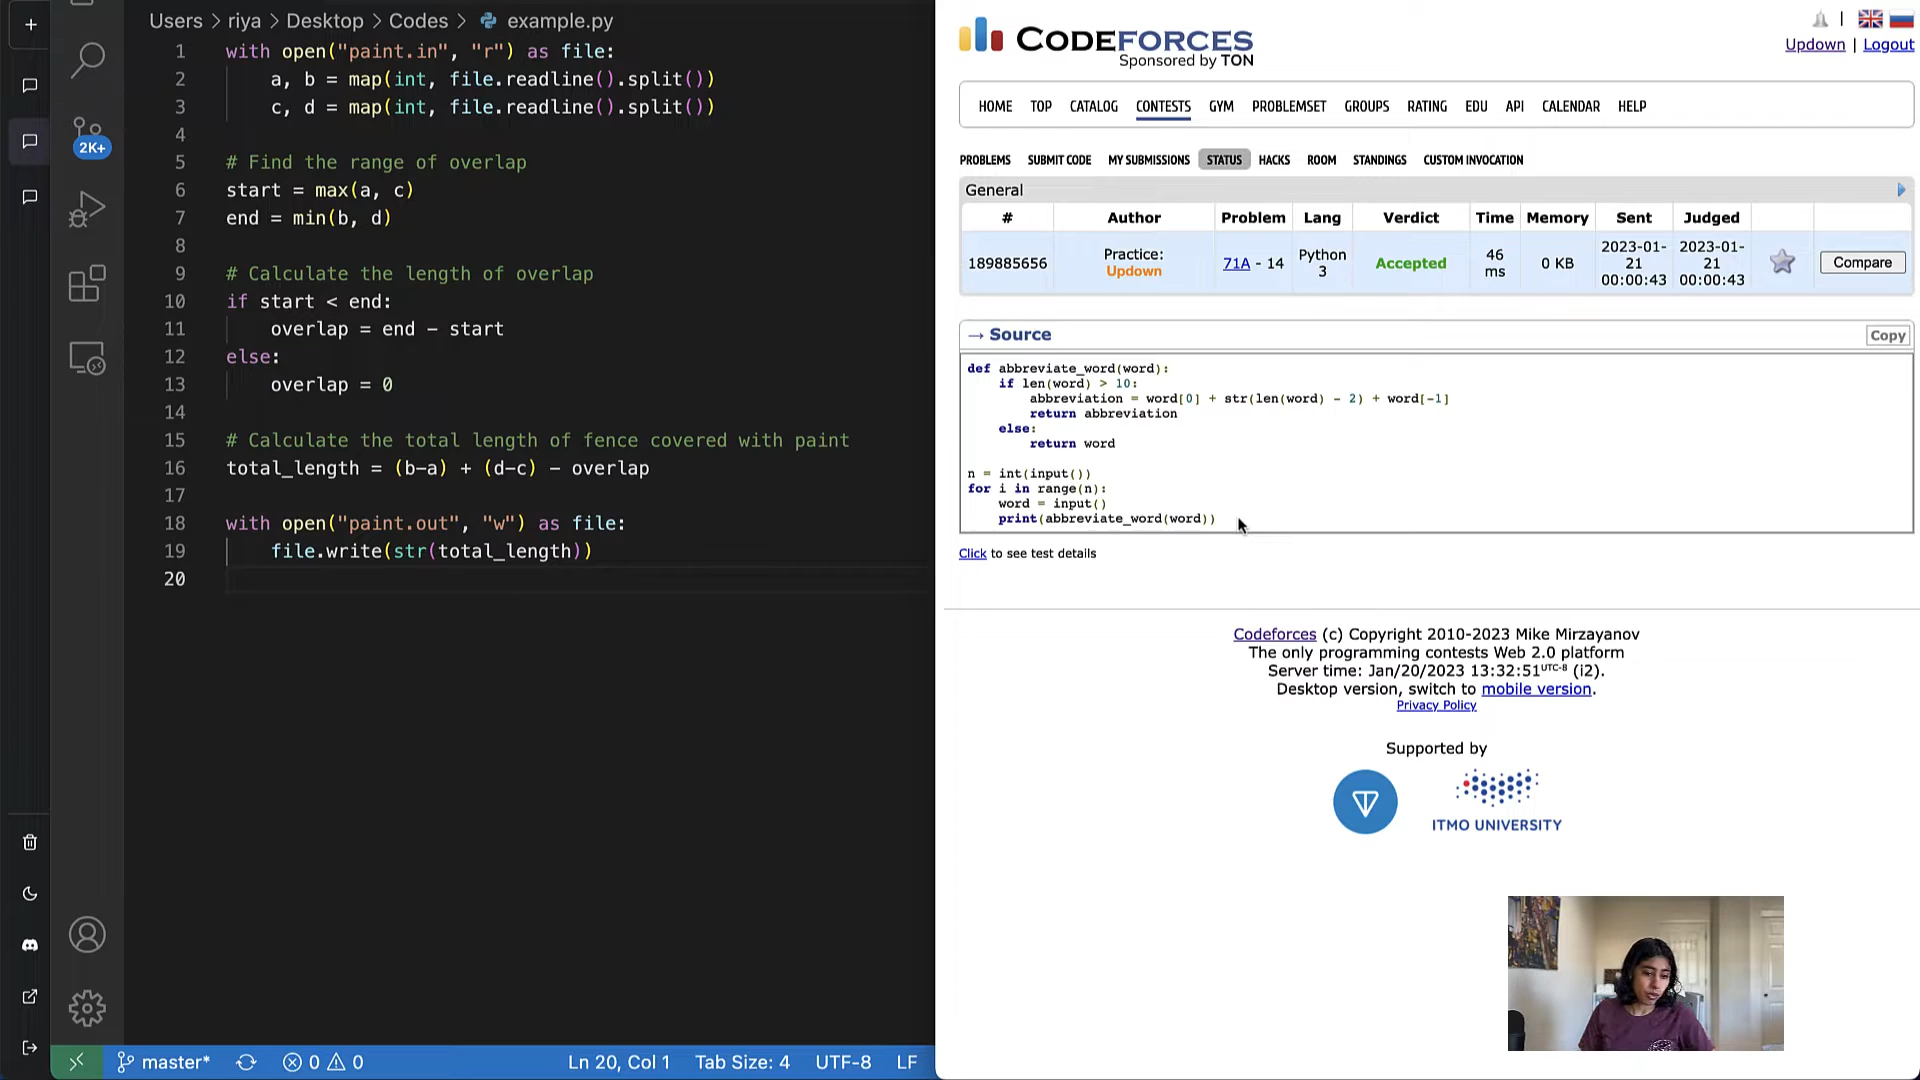 Users > riya > Desktop > Codes > example.py
1 with open("paint.in", "r") as file:
2 a, b = map(int, file.readline().split())
3 c, d = map(int, file.readline().split())
4
5 # Find the range of overlap
6 start = max(a, c)
7 end = min(b, d)
8
9 # Calculate the length of overlap
10 if start < end:
11 overlap = end - start
12 else:
13 overlap = 0
14
15 # Calculate the total length of fence covered with paint
16 total_length = (b-a) + (d-c) - overlap
17
18 with open("paint.out", "w") as file:
19 file.write(str(total_length))
20
2K+
master* 0 0 Ln 20, Col 1 Tab Size: 4 UTF-8 LF
CODEFORCES
Sponsored by TON
Updown | Logout
HOME TOP CATALOG CONTESTS GYM PROBLEMSET GROUPS RATING EDU API CALENDAR HELP
PROBLEMS SUBMIT CODE MY SUBMISSIONS STATUS HACKS ROOM STANDINGS CUSTOM INVOCATION
General
# Author Problem Lang Verdict Time Memory Sent Judged
189885656 Practice: Updown 71A - 14 Python 3 Accepted 46 ms 0 KB 2023-01-21 00:00:43 2023-01-21 00:00:43 Compare
→ Source Copy
def abbreviate_word(word):
if len(word) > 10:
abbreviation = word[0] + str(len(word) - 2) + word[-1]
return abbreviation
else:
return word
n = int(input())
for i in range(n):
word = input()
print(abbreviate_word(word))
Click to see test details
Codeforces (c) Copyright 2010-2023 Mike Mirzayanov
The only programming contests Web 2.0 platform
Server time: Jan/20/2023 13:32:51UTC-8 (i2).
Desktop version, switch to mobile version.
Privacy Policy
Supported by
ITMO UNIVERSITY